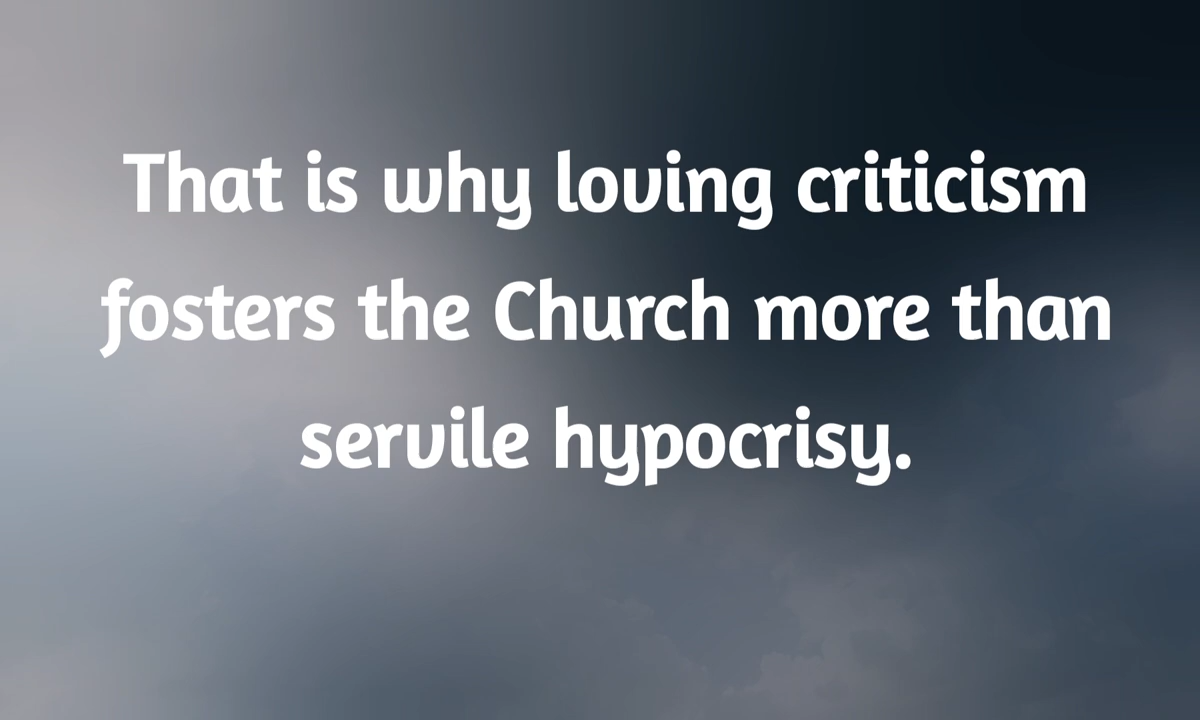 That is why loving criticism
fosters the Church more than
servile hypocrisy.